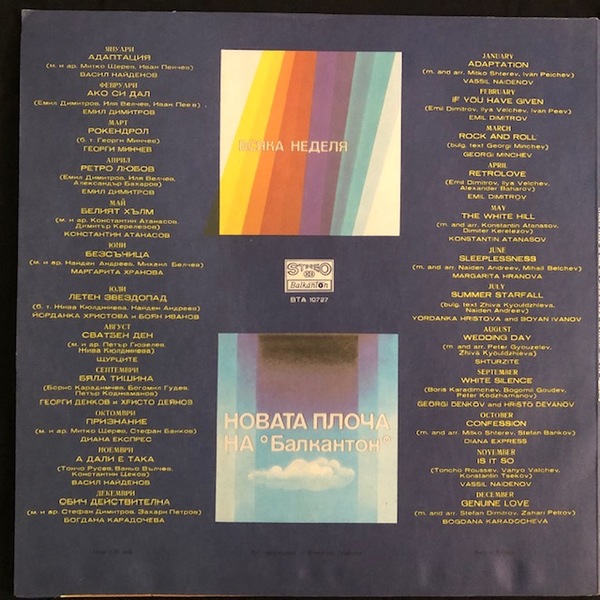 ЯНУАРИ
АДАПТАЦИЯ
(м. и ар. Митко Щерев, Иван Пейчев)
ВАСИЛ НАЙДЕНОВ
ФЕВРУАРИ
АКО СИ ДАЛ
(Емил Димитров, Иля Велчев, Иван Пеев)
ЕМИЛ ДИМИТРОВ
МАРТ
РОКЕНДРОЛ
(б. т. Георги Минчев)
ГЕОРГИ МИНЧЕВ
АПРИЛ
РЕТРО ЛЮБОВ
(Емил Димитров, Иля Велчев,
Александър Бахаров)
ЕМИЛ ДИМИТРОВ
МАЙ
БЕЛИЯТ ХЪЛМ
(м. и ар. Константин Атанасов,
Димитър Керелезов)
КОНСТАНТИН АТАНАСОВ
ЮНИ
БЕЗСЪНИЦА
(м. и ар. Найден Андреев, Михаил Белчев)
МАРГАРИТА ХРАНОВА
ЮЛИ
ЛЕТЕН ЗВЕЗДОПАД
(б. т. Жива Кюлджиева, Найден Андреев)
ЙОРДАНКА ХРИСТОВА и БОЯН ИВАНОВ
АВГУСТ
СВАТБЕН ДЕН
(м. и ар. Петър Гюзелев,
Жива Кюлджиева)
ЩУРЦИТЕ
СЕПТЕМВРИ
БЯЛА ТИШИНА
(Борис Карадимчев, Богомил Гудев,
Петър Коджаманов)
ГЕОРГИ ДЕНКОВ и ХРИСТО ДЕЯНОВ
ОКТОМВРИ
ПРИЗНАНИЕ
(м. и ар. Митко Щерев, Стефан Банков)
ДИАНА ЕКСПРЕС
НОЕМВРИ
А ДАЛИ Е ТАКА
(Тончо Русев, Ваньо Вълчев,
Константин Цеков)
ВАСИЛ НАЙДЕНОВ
ДЕКЕМВРИ
ОБИЧ ДЕЙСТВИТЕЛНА
(м. и ар. Стефан Димитров, Захари Петров)
БОГДАНА КАРАДОЧЕВА
ВСЯКА НЕДЕЛЯ
STEREO
Balkanton
ВТА 10727
НОВАТА ПЛОЧА
НА "Балкантон"
JANUARY
ADAPTATION
(m. and arr. Mitko Shterev, Ivan Peichev)
VASSIL NAIDENOV
FEBRUARY
IF YOU HAVE GIVEN
(Emil Dimitrov, Ilya Velchev, Ivan Peev)
EMIL DIMITROV
MARCH
ROCK AND ROLL
(bulg. text Georgi Minchev)
GEORGI MINCHEV
APRIL
RETROLOVE
(Emil Dimitrov, Ilya Velchev,
Alexander Baharov)
EMIL DIMITROV
MAY
THE WHITE HILL
(m. and arr. Konstantin Atanasov,
Dimiter Kerelezov)
KONSTANTIN ATANASOV
JUNE
SLEEPLESSNESS
(m. and arr. Naiden Andreev, Mihail Belchev)
MARGARITA HRANOVA
JULY
SUMMER STARFALL
(bulg. text Zhiva Kyouldzhieva,
Naiden Andreev)
YORDANKA HRISTOVA and BOYAN IVANOV
AUGUST
WEDDING DAY
(m. and arr. Peter Gyouzelev,
Zhiva Kyouldzhieva)
SHTURZITE
SEPTEMBER
WHITE SILENCE
(Boris Karadimchev, Bogomil Goudev,
Peter Kodzhamanov)
GEORGI DENKOV and HRISTO DEYANOV
OCTOBER
CONFESSION
(m. and arr. Mitko Shterev, Stefan Bankov)
DIANA EXPRESS
NOVEMBER
IS IT SO
(Toncho Roussev, Vanyo Valchev,
Konstantin Tsekov)
VASSIL NAIDENOV
DECEMBER
GENUINE LOVE
(m. and arr. Stefan Dimitrov, Zahari Petrov)
BOGDANA KARADOCHEVA